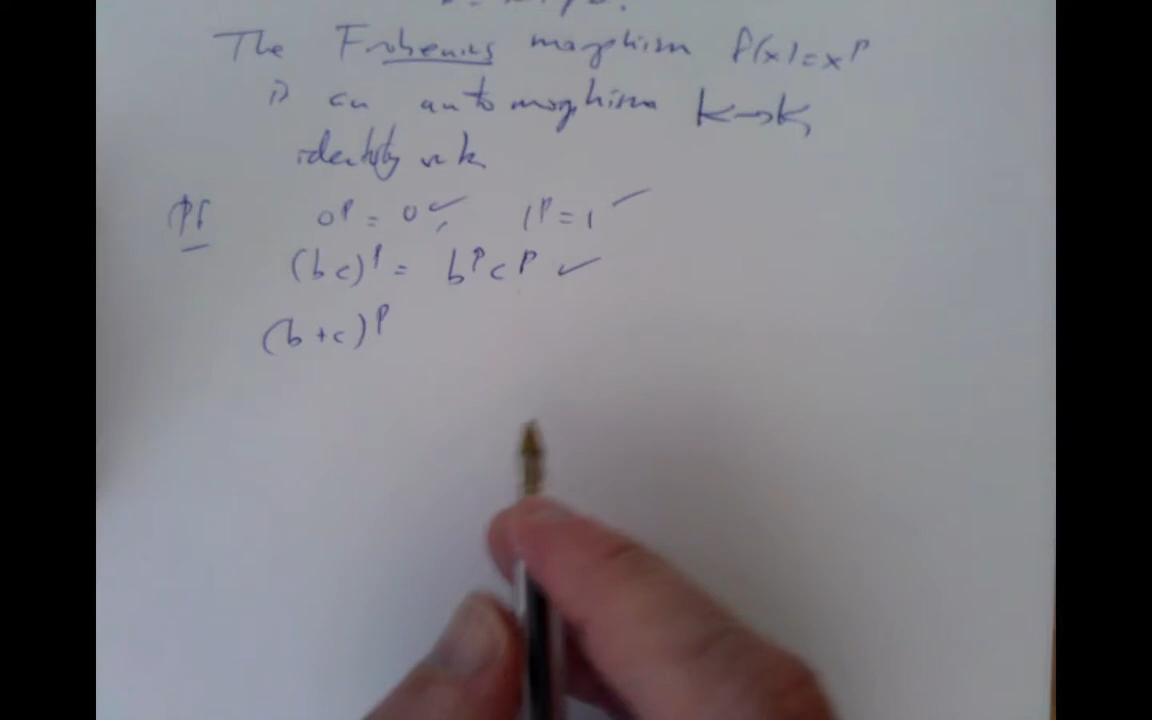 The Frobenius morphism f(x)=x^p
is an automorphism K→K,
identity on k
Pf 0^p = 0 ✓, 1^p = 1 ✓
(bc)^p = b^p c^p ✓
(b+c)^p